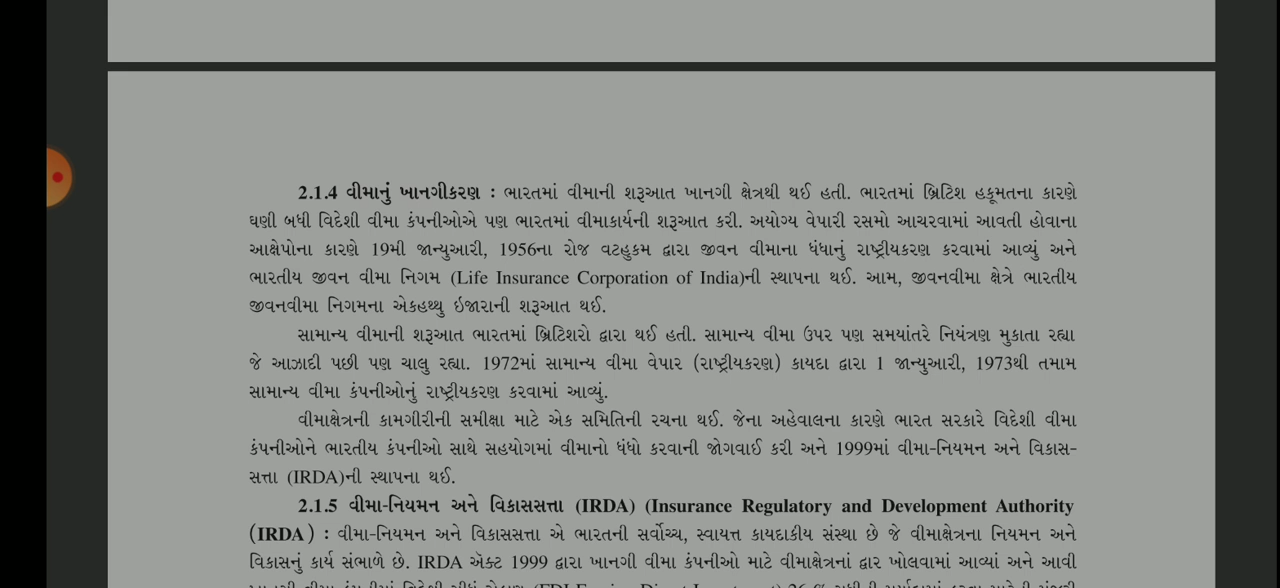 2.1.4 વીમાનું ખાનગીકરણ : ભારતમાં વીમાની શરૂઆત ખાનગી ક્ષેત્રથી થઈ હતી. ભારતમાં બ્રિટિશ હકૂમતના કારણે
ઘણી બધી વિદેશી વીમા કંપનીઓએ પણ ભારતમાં વીમાકાર્યની શરૂઆત કરી. અયોગ્ય વેપારી રસમો આચરવામાં આવતી હોવાના
આક્ષેપોના કારણે 19મી જાન્યુઆરી, 1956ના રોજ વટહુકમ દ્વારા જીવન વીમાના ધંધાનું રાષ્ટ્રીયકરણ કરવામાં આવ્યું અને
ભારતીય જીવન વીમા નિગમ (Life Insurance Corporation of India)ની સ્થાપના થઈ. આમ, જીવનવીમા ક્ષેત્રે ભારતીય
જીવનવીમા નિગમના એકહથ્થુ ઇજારાની શરૂઆત થઈ.
સામાન્ય વીમાની શરૂઆત ભારતમાં બ્રિટિશરો દ્વારા થઈ હતી. સામાન્ય વીમા ઉપર પણ સમયાંતરે નિયંત્રણ મુકાતા રહ્યા
જે આઝાદી પછી પણ ચાલુ રહ્યા. 1972માં સામાન્ય વીમા વેપાર (રાષ્ટ્રીયકરણ) કાયદા દ્વારા 1 જાન્યુઆરી, 1973થી તમામ
સામાન્ય વીમા કંપનીઓનું રાષ્ટ્રીયકરણ કરવામાં આવ્યું.
વીમાક્ષેત્રની કામગીરીની સમીક્ષા માટે એક સમિતિની રચના થઈ. જેના અહેવાલના કારણે ભારત સરકારે વિદેશી વીમા
કંપનીઓને ભારતીય કંપનીઓ સાથે સહયોગમાં વીમાનો ધંધો કરવાની જોગવાઈ કરી અને 1999માં વીમા-નિયમન અને વિકાસ-
સત્તા (IRDA)ની સ્થાપના થઈ.
2.1.5 વીમા-નિયમન અને વિકાસસત્તા (IRDA) (Insurance Regulatory and Development Authority
(IRDA) : વીમા-નિયમન અને વિકાસસત્તા એ ભારતની સર્વોચ્ચ, સ્વાયત્ત કાયદાકીય સંસ્થા છે જે વીમાક્ષેત્રના નિયમન અને
વિકાસનું કાર્ય સંભાળે છે. IRDA ઍક્ટ 1999 દ્વારા ખાનગી વીમા કંપનીઓ માટે વીમાક્ષેત્રનાં દ્વાર ખોલવામાં આવ્યાં અને આવી